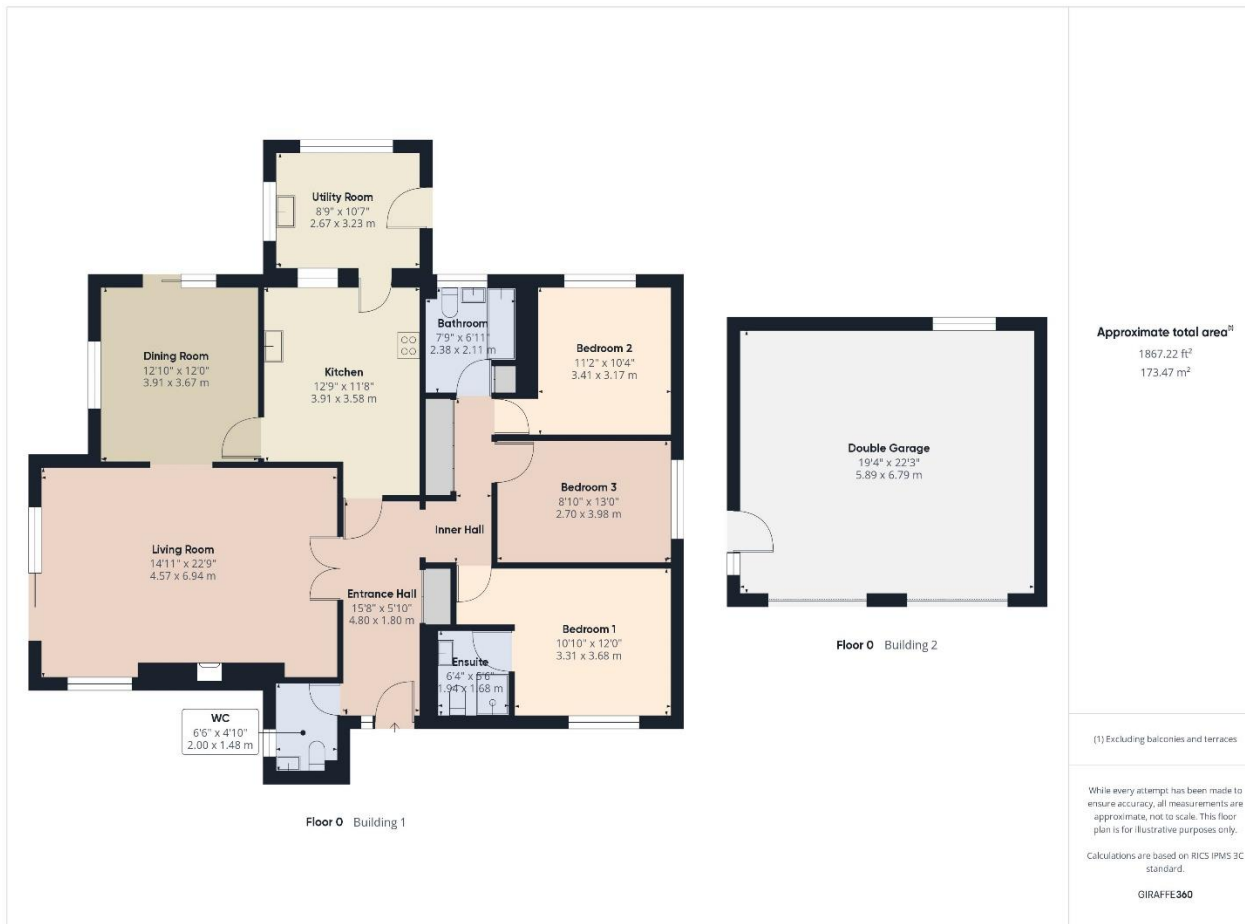 Utility Room
8'9" x 10'7"
2.67 x 3.23 m
Dining Room
12'10" x 12'0"
3.91 x 3.67 m
Kitchen
12'9" x 11'8"
3.91 x 3.58 m
Bathroom
7'9" x 6'11"
2.38 x 2.11 m
Bedroom 2
11'2" x 10'4"
3.41 x 3.17 m
Living Room
14'11" x 22'9"
4.57 x 6.94 m
Inner Hall
Bedroom 3
8'10" x 13'0"
2.70 x 3.98 m
Entrance Hall
15'8" x 5'10"
4.80 x 1.80 m
Bedroom 1
10'10" x 12'0"
3.31 x 3.68 m
Ensuite
6'4" x 5'6"
1.94 x 1.68 m
WC
6'6" x 4'10"
2.00 x 1.48 m
Floor 0 Building 1
Double Garage
19'4" x 22'3"
5.89 x 6.79 m
Floor 0 Building 2
Approximate total area(1)
1867.22 ft²
173.47 m²
(1) Excluding balconies and terraces
While every attempt has been made to
ensure accuracy, all measurements are
approximate, not to scale. This floor
plan is for illustrative purposes only.
Calculations are based on RICS IPMS 3C
standard.
GIRAFFE360